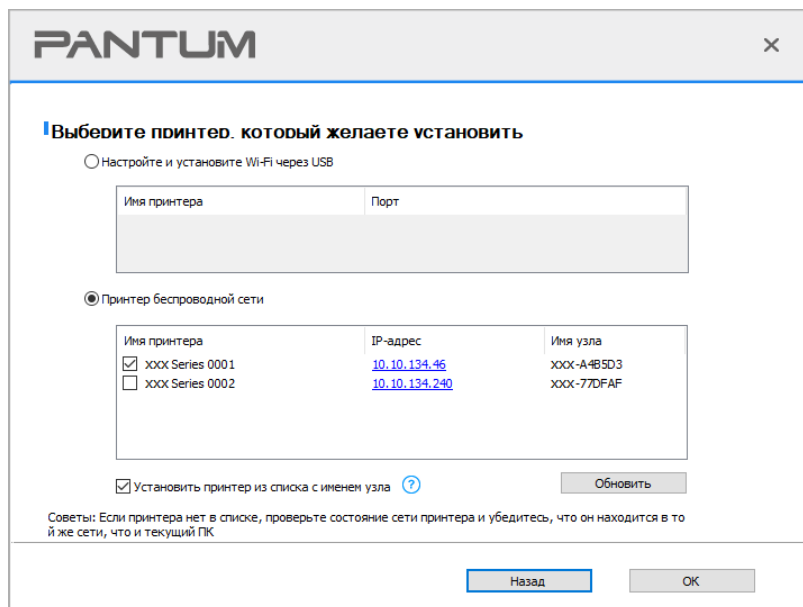 PANTUM
Выберите принтер, который желаете установить
Настройте и установите Wi-Fi через USB
Имя принтера Порт
Принтер беспроводной сети
Имя принтера IP-адрес Имя узла
XXX Series 0001 10.10.134.46 XXX-A4B5D3
XXX Series 0002 10.10.134.240 XXX-77DFAF
Установить принтер из списка с именем узла ? Обновить
Советы: Если принтера нет в списке, проверьте состояние сети принтера и убедитесь, что он находится в то
й же сети, что и текущий ПК
Назад OK